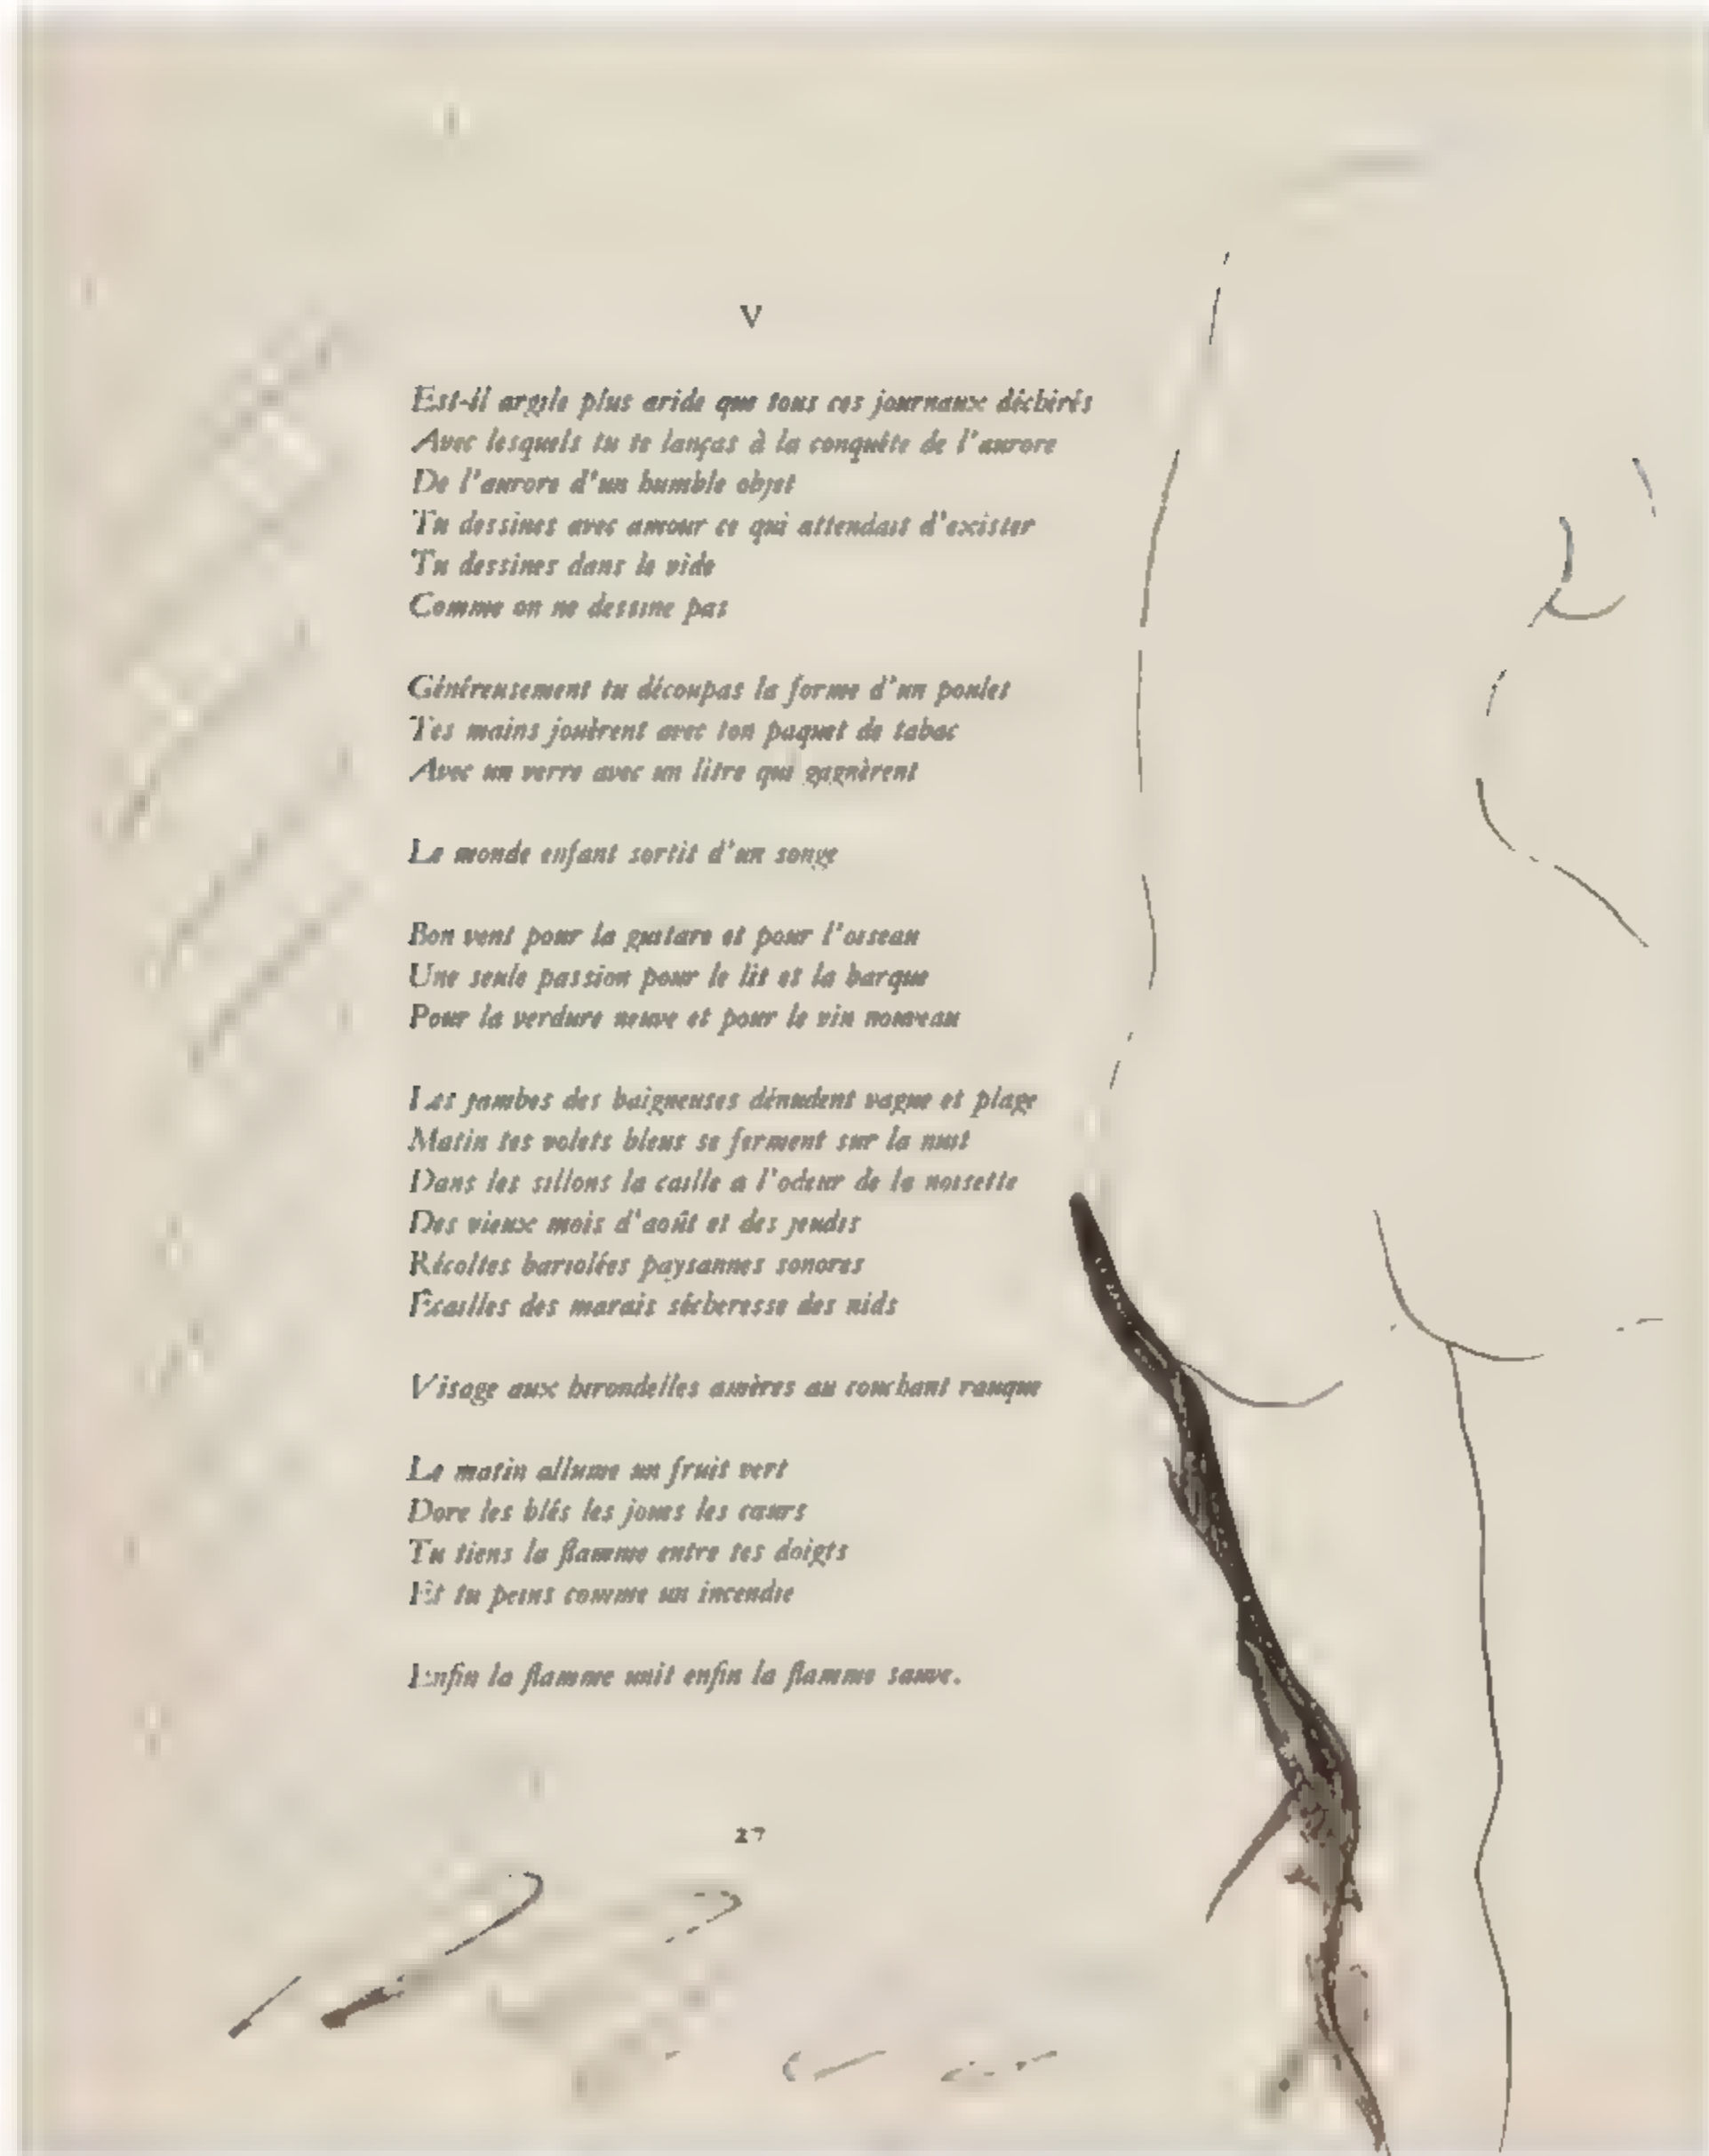 V
Est-il argile plus aride que tous ces journaux déchirés
Avec lesquels tu te lanças à la conquête de l'aurore
De l'aurore d'un humble objet
Tu dessines avec amour ce qui attendait d'exister
Tu dessines dans le vide
Comme on ne dessine pas
Généreusement tu découpas la forme d'un poulet
Tes mains jouèrent avec ton paquet de tabac
Avec un verre avec un litre qui gagnèrent
Le monde enfant sortit d'un songe
Bon vent pour la guitare et pour l'oiseau
Une seule passion pour le lit et la barque
Pour la verdure neuve et pour le vin nouveau
Les jambes des baigneuses dénudent vague et plage
Matin tes volets bleus se ferment sur la nuit
Dans les sillons la caille a l'odeur de la noisette
Des vieux mois d'août et des jeudis
Récoltes bariolées paysannes sonores
Écailles des marais sécheresse des nids
Visage aux hirondelles amères au couchant rauque
Le matin allume un fruit vert
Dore les blés les joues les cœurs
Tu tiens la flamme entre tes doigts
Et tu peins comme un incendie
Enfin la flamme unit enfin la flamme sauve.
27